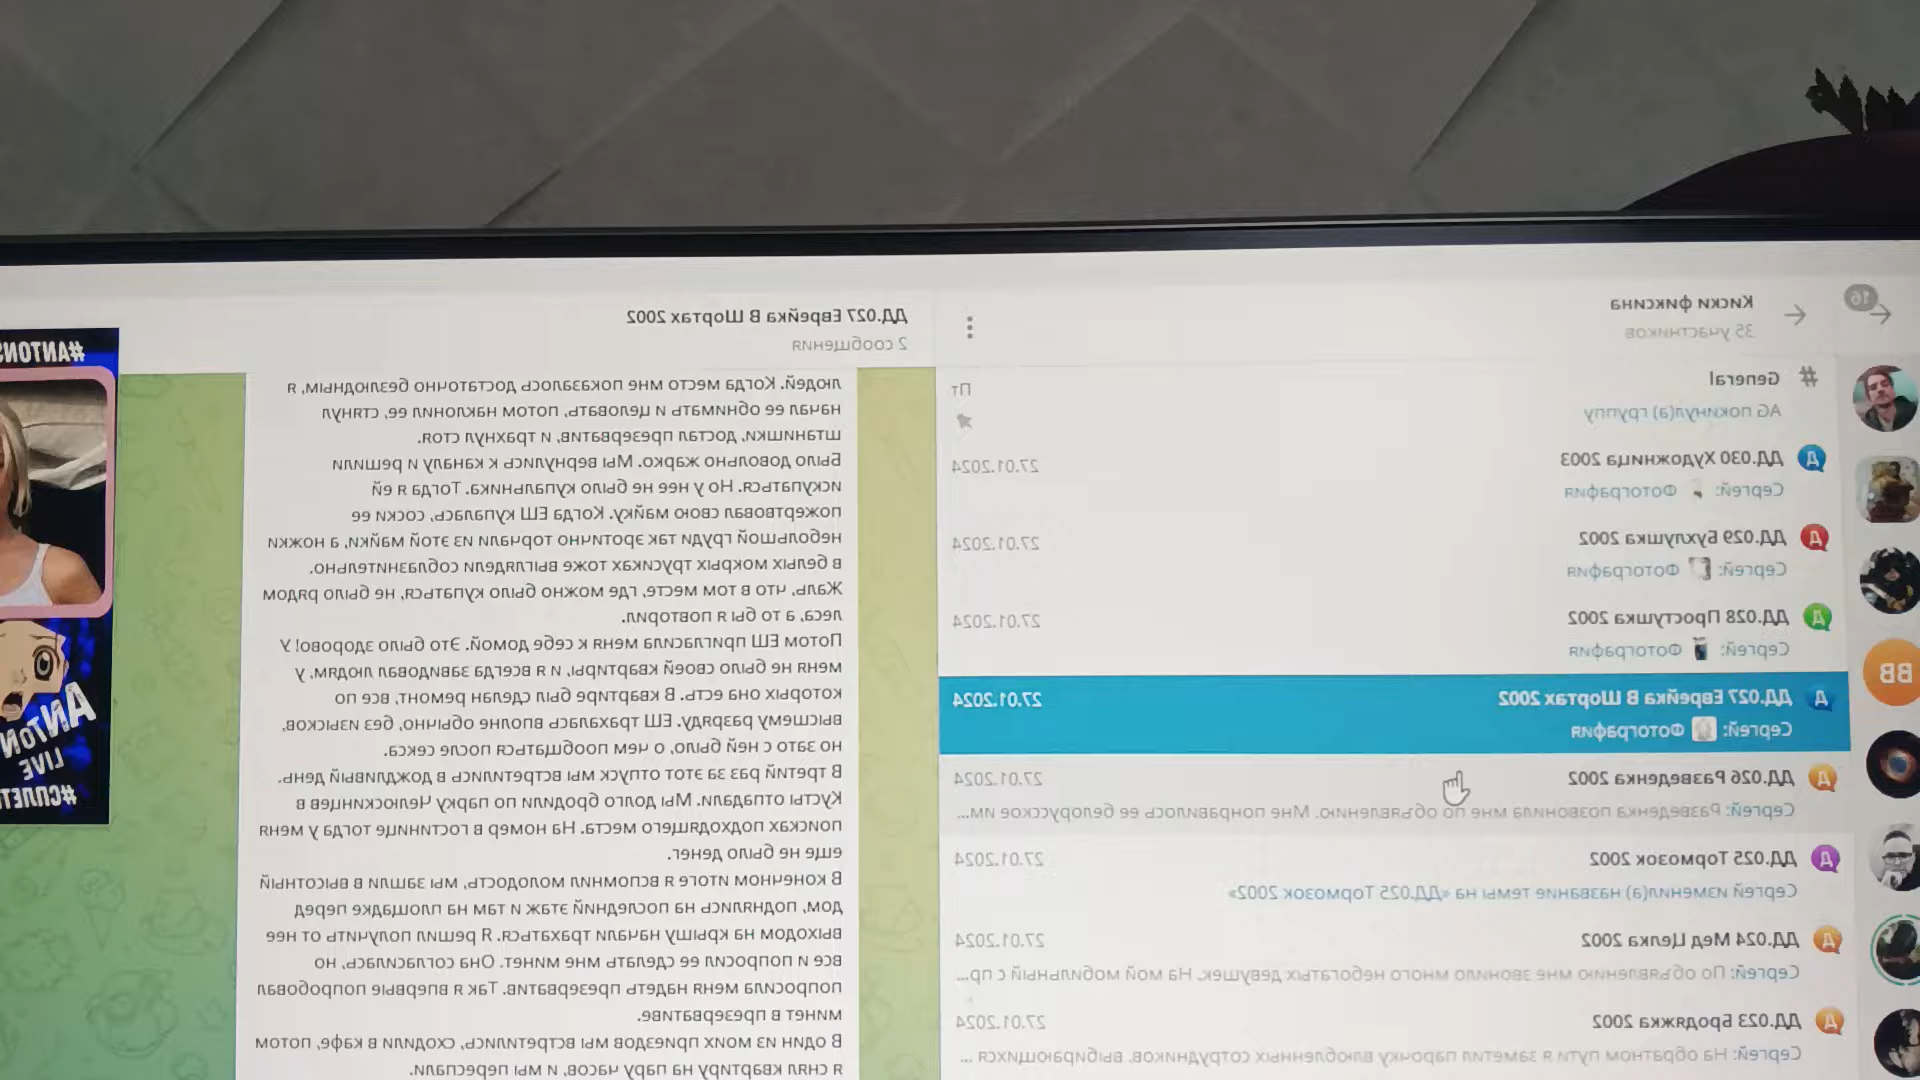 16
Киски фиксина
35 участников
General
Пт
AG покинул(а) группу
ДД.030 Художница 2003
27.01.2024
Сергей: Фотография
ДД.029 Бухлушка 2002
27.01.2024
Сергей: Фотография
ДД.028 Простушка 2002
27.01.2024
Сергей: Фотография
ДД.027 Еврейка В Шортах 2002
27.01.2024
Сергей: Фотография
ДД.026 Разведенка 2002
27.01.2024
Сергей: Разведенка позвонила мне по объявлению. Мне понравилось ее белорусское им...
ДД.025 Тормозок 2002
27.01.2024
Сергей изменил(а) название темы на «ДД.025 Тормозок 2002»
ДД.024 Мед Целка 2002
27.01.2024
Сергей: По объявлению мне звонило много небогатых девушек. На мой мобильный с пр...
ДД.023 Бродяжка 2002
27.01.2024
Сергей: На обратном пути я заметил парочку влюбленных сотрудников, выбирающихся ...
BB
ДД.027 Еврейка В Шортах 2002
2 сообщения
людей. Когда место мне показалось достаточно безлюдным, я
начал ее обнимать и целовать, потом наклонил ее, стянул
штанишки, достал презерватив, и трахнул стоя.
Было довольно жарко. Мы вернулись к каналу и решили
искупаться. Но у нее не было купальника. Тогда я ей
пожертвовал свою майку. Когда ЕШ купалась, соски ее
небольшой груди так эротично торчали из этой майки, а ножки
в белых мокрых трусиках тоже выглядели соблазнительно.
Жаль, что в том месте, где можно было купаться, не было рядом
леса, а то бы я повторил.
Потом ЕШ пригласила меня к себе домой. Это было здорово! У
меня не было своей квартиры, и я всегда завидовал людям, у
которых она есть. В квартире был сделан ремонт, все по
высшему разряду. ЕШ трахалась вполне обычно, без изысков,
но зато с ней было, о чем пообщаться после секса.
В третий раз за этот отпуск мы встретились в дождливый день.
Кусты отпадали. Мы долго бродили по парку Челюскинцев в
поисках подходящего места. На номер в гостинице тогда у меня
еще не было денег.
В конечном итоге я вспомнил молодость, мы зашли в высотный
дом, поднялись на последний этаж и там на площадке перед
выходом на крышу начали трахаться. Я решил получить от нее
все и попросил ее сделать мне минет. Она согласилась, но
попросила меня надеть презерватив. Так я впервые попробовал
минет в презервативе.
В один из моих приездов мы встретились, сходили в кафе, потом
я снял квартиру на пару часов, и мы переспали.
#ANTON
ANTON
LIVE
#СПЛЕТ